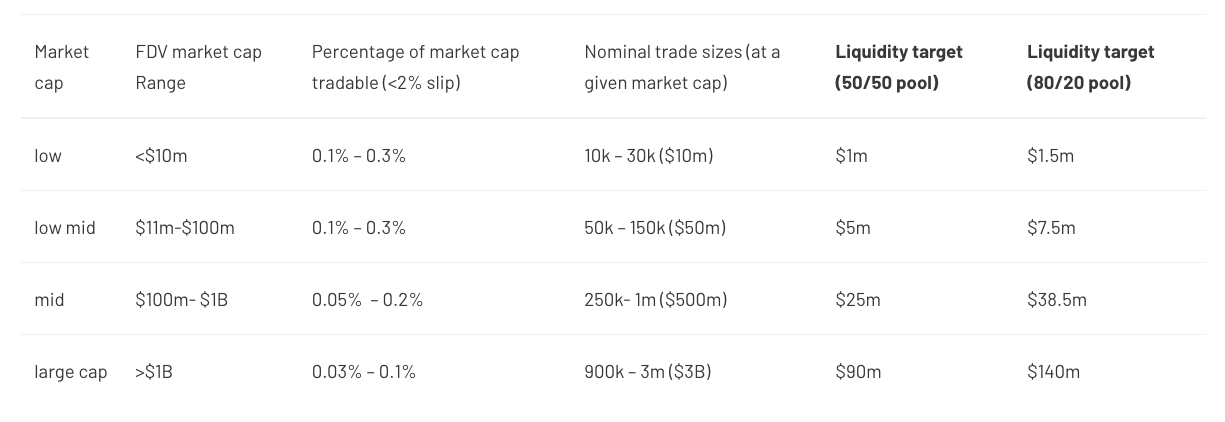 Market cap | FDV market cap Range | Percentage of market cap tradable (<2% slip) | Nominal trade sizes (at a given market cap) | Liquidity target (50/50 pool) | Liquidity target (80/20 pool)
low | <$10m | 0.1% – 0.3% | 10k – 30k ($10m) | $1m | $1.5m
low mid | $11m-$100m | 0.1% – 0.3% | 50k – 150k ($50m) | $5m | $7.5m
mid | $100m- $1B | 0.05%  – 0.2% | 250k- 1m ($500m) | $25m | $38.5m
large cap | >$1B | 0.03% – 0.1% | 900k – 3m ($3B) | $90m | $140m